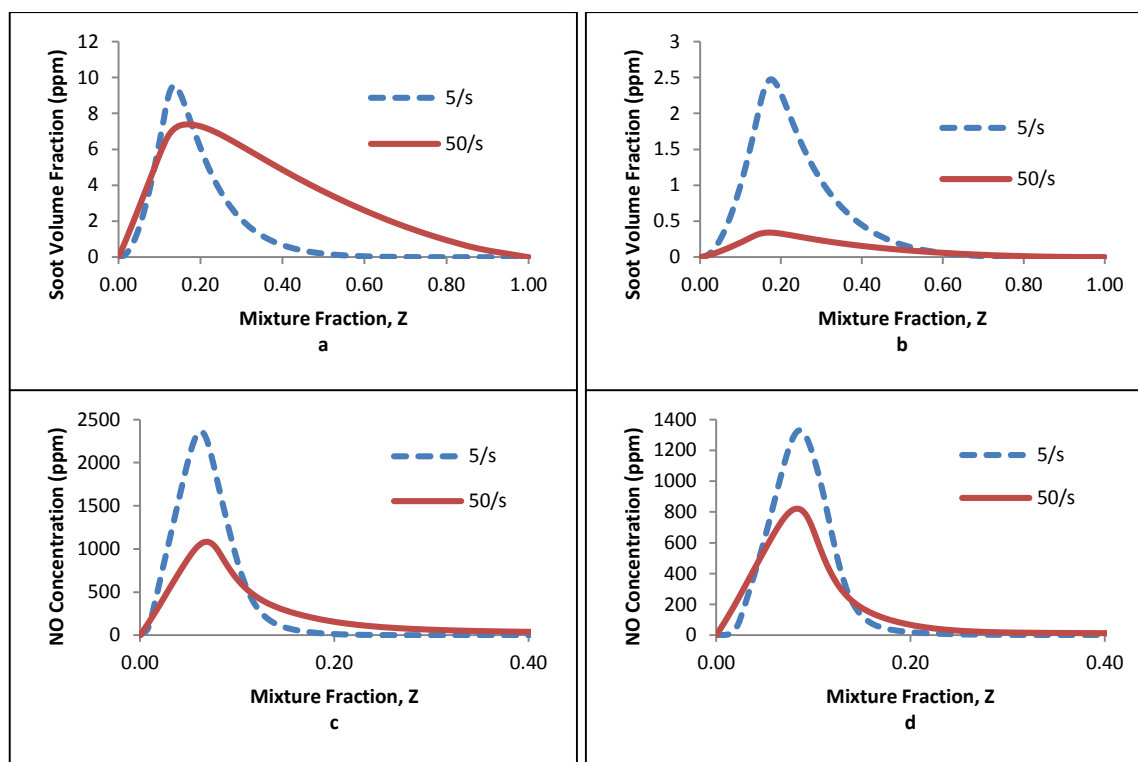 Soot Volume Fraction (ppm)
12
10
8
6
4
2
0
0.00 0.20 0.40 0.60 0.80 1.00
5/s
50/s
Mixture Fraction, Z
a
Soot Volume Fraction (ppm)
3
2.5
2
1.5
1
0.5
0
0.00 0.20 0.40 0.60 0.80 1.00
5/s
50/s
Mixture Fraction, Z
b
NO Concentration (ppm)
2500
2000
1500
1000
500
0
0.00 0.20 0.40
5/s
50/s
Mixture Fraction, Z
c
NO Concentration (ppm)
1400
1200
1000
800
600
400
200
0
0.00 0.20 0.40
5/s
50/s
Mixture Fraction, Z
d